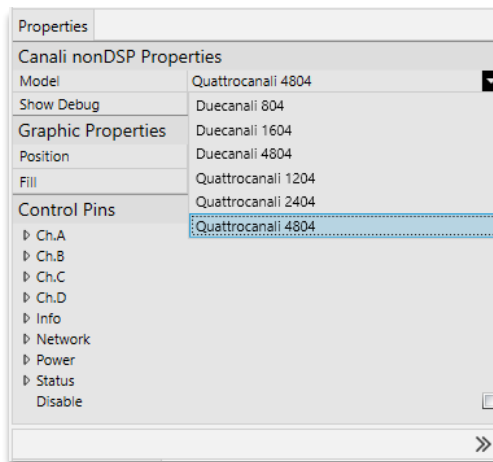 Properties
Canali nonDSP Properties
Model Quattrocanali 4804
Show Debug
Duecanali 804
Duecanali 1604
Duecanali 4804
Quattrocanali 1204
Quattrocanali 2404
Quattrocanali 4804
Graphic Properties
Position
Fill
Control Pins
Ch.A
Ch.B
Ch.C
Ch.D
Info
Network
Power
Status
Disable